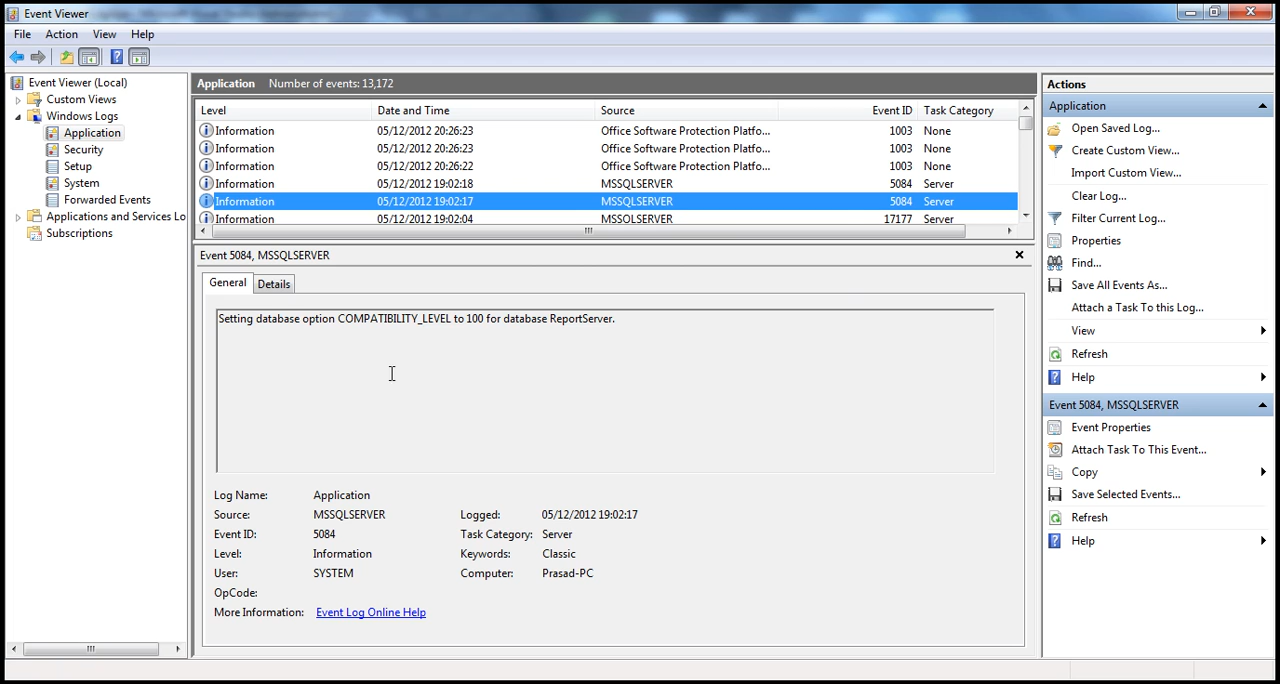 Event Viewer
File Action View Help
Event Viewer (Local)
Custom Views
Windows Logs
Application
Security
Setup
System
Forwarded Events
Applications and Services Lo
Subscriptions
Application Number of events: 13,172
Level Date and Time Source Event ID Task Category
Information 05/12/2012 20:26:23 Office Software Protection Platfo... 1003 None
Information 05/12/2012 20:26:23 Office Software Protection Platfo... 1003 None
Information 05/12/2012 20:26:22 Office Software Protection Platfo... 1003 None
Information 05/12/2012 19:02:18 MSSQLSERVER 5084 Server
Information 05/12/2012 19:02:17 MSSQLSERVER 5084 Server
Information 05/12/2012 19:02:04 MSSQLSERVER 17177 Server
Event 5084, MSSQLSERVER
General Details
Setting database option COMPATIBILITY_LEVEL to 100 for database ReportServer.
Log Name: Application
Source: MSSQLSERVER Logged: 05/12/2012 19:02:17
Event ID: 5084 Task Category: Server
Level: Information Keywords: Classic
User: SYSTEM Computer: Prasad-PC
OpCode:
More Information: Event Log Online Help
Actions
Application
Open Saved Log...
Create Custom View...
Import Custom View...
Clear Log...
Filter Current Log...
Properties
Find...
Save All Events As...
Attach a Task To this Log...
View
Refresh
Help
Event 5084, MSSQLSERVER
Event Properties
Attach Task To This Event...
Copy
Save Selected Events...
Refresh
Help